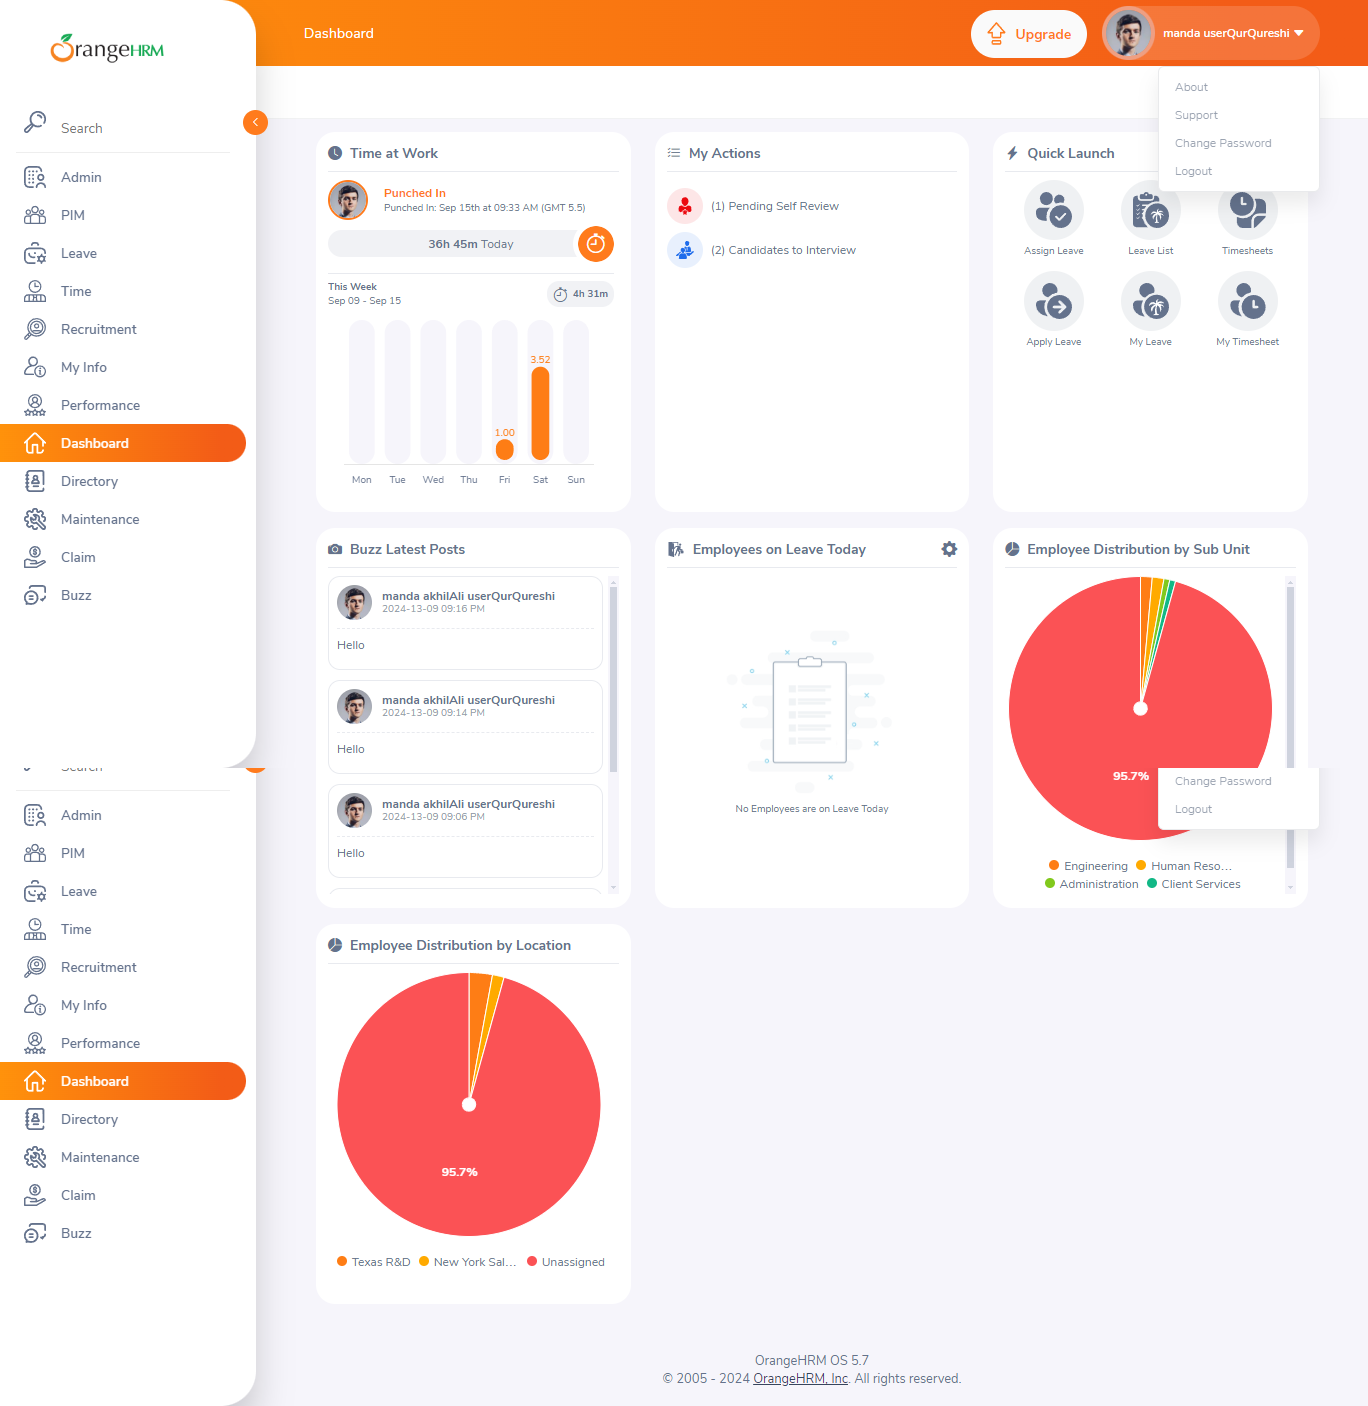 OrangeHRM
Search
Admin
PIM
Leave
Time
Recruitment
My Info
Performance
Dashboard
Directory
Maintenance
Claim
Buzz
Dashboard
Upgrade
manda userQurQureshi
About
Support
Change Password
Logout
Time at Work
Punched In
Punched In: Sep 15th at 09:33 AM (GMT 5.5)
36h 45m Today
This Week
Sep 09 - Sep 15
4h 31m
3.52
1.00
Mon Tue Wed Thu Fri Sat Sun
My Actions
(1) Pending Self Review
(2) Candidates to Interview
Quick Launch
Assign Leave Leave List Timesheets
Apply Leave My Leave My Timesheet
Buzz Latest Posts
manda akhilAli userQurQureshi
2024-13-09 09:16 PM
Hello
manda akhilAli userQurQureshi
2024-13-09 09:14 PM
Hello
manda akhilAli userQurQureshi
2024-13-09 09:06 PM
Hello
Employees on Leave Today
No Employees are on Leave Today
Employee Distribution by Sub Unit
95.7%
Engineering Human Reso...
Administration Client Services
Change Password
Logout
Search
Admin
PIM
Leave
Time
Recruitment
My Info
Performance
Dashboard
Directory
Maintenance
Claim
Buzz
Employee Distribution by Location
95.7%
Texas R&D New York Sal... Unassigned
OrangeHRM OS 5.7
© 2005 - 2024 OrangeHRM, Inc. All rights reserved.